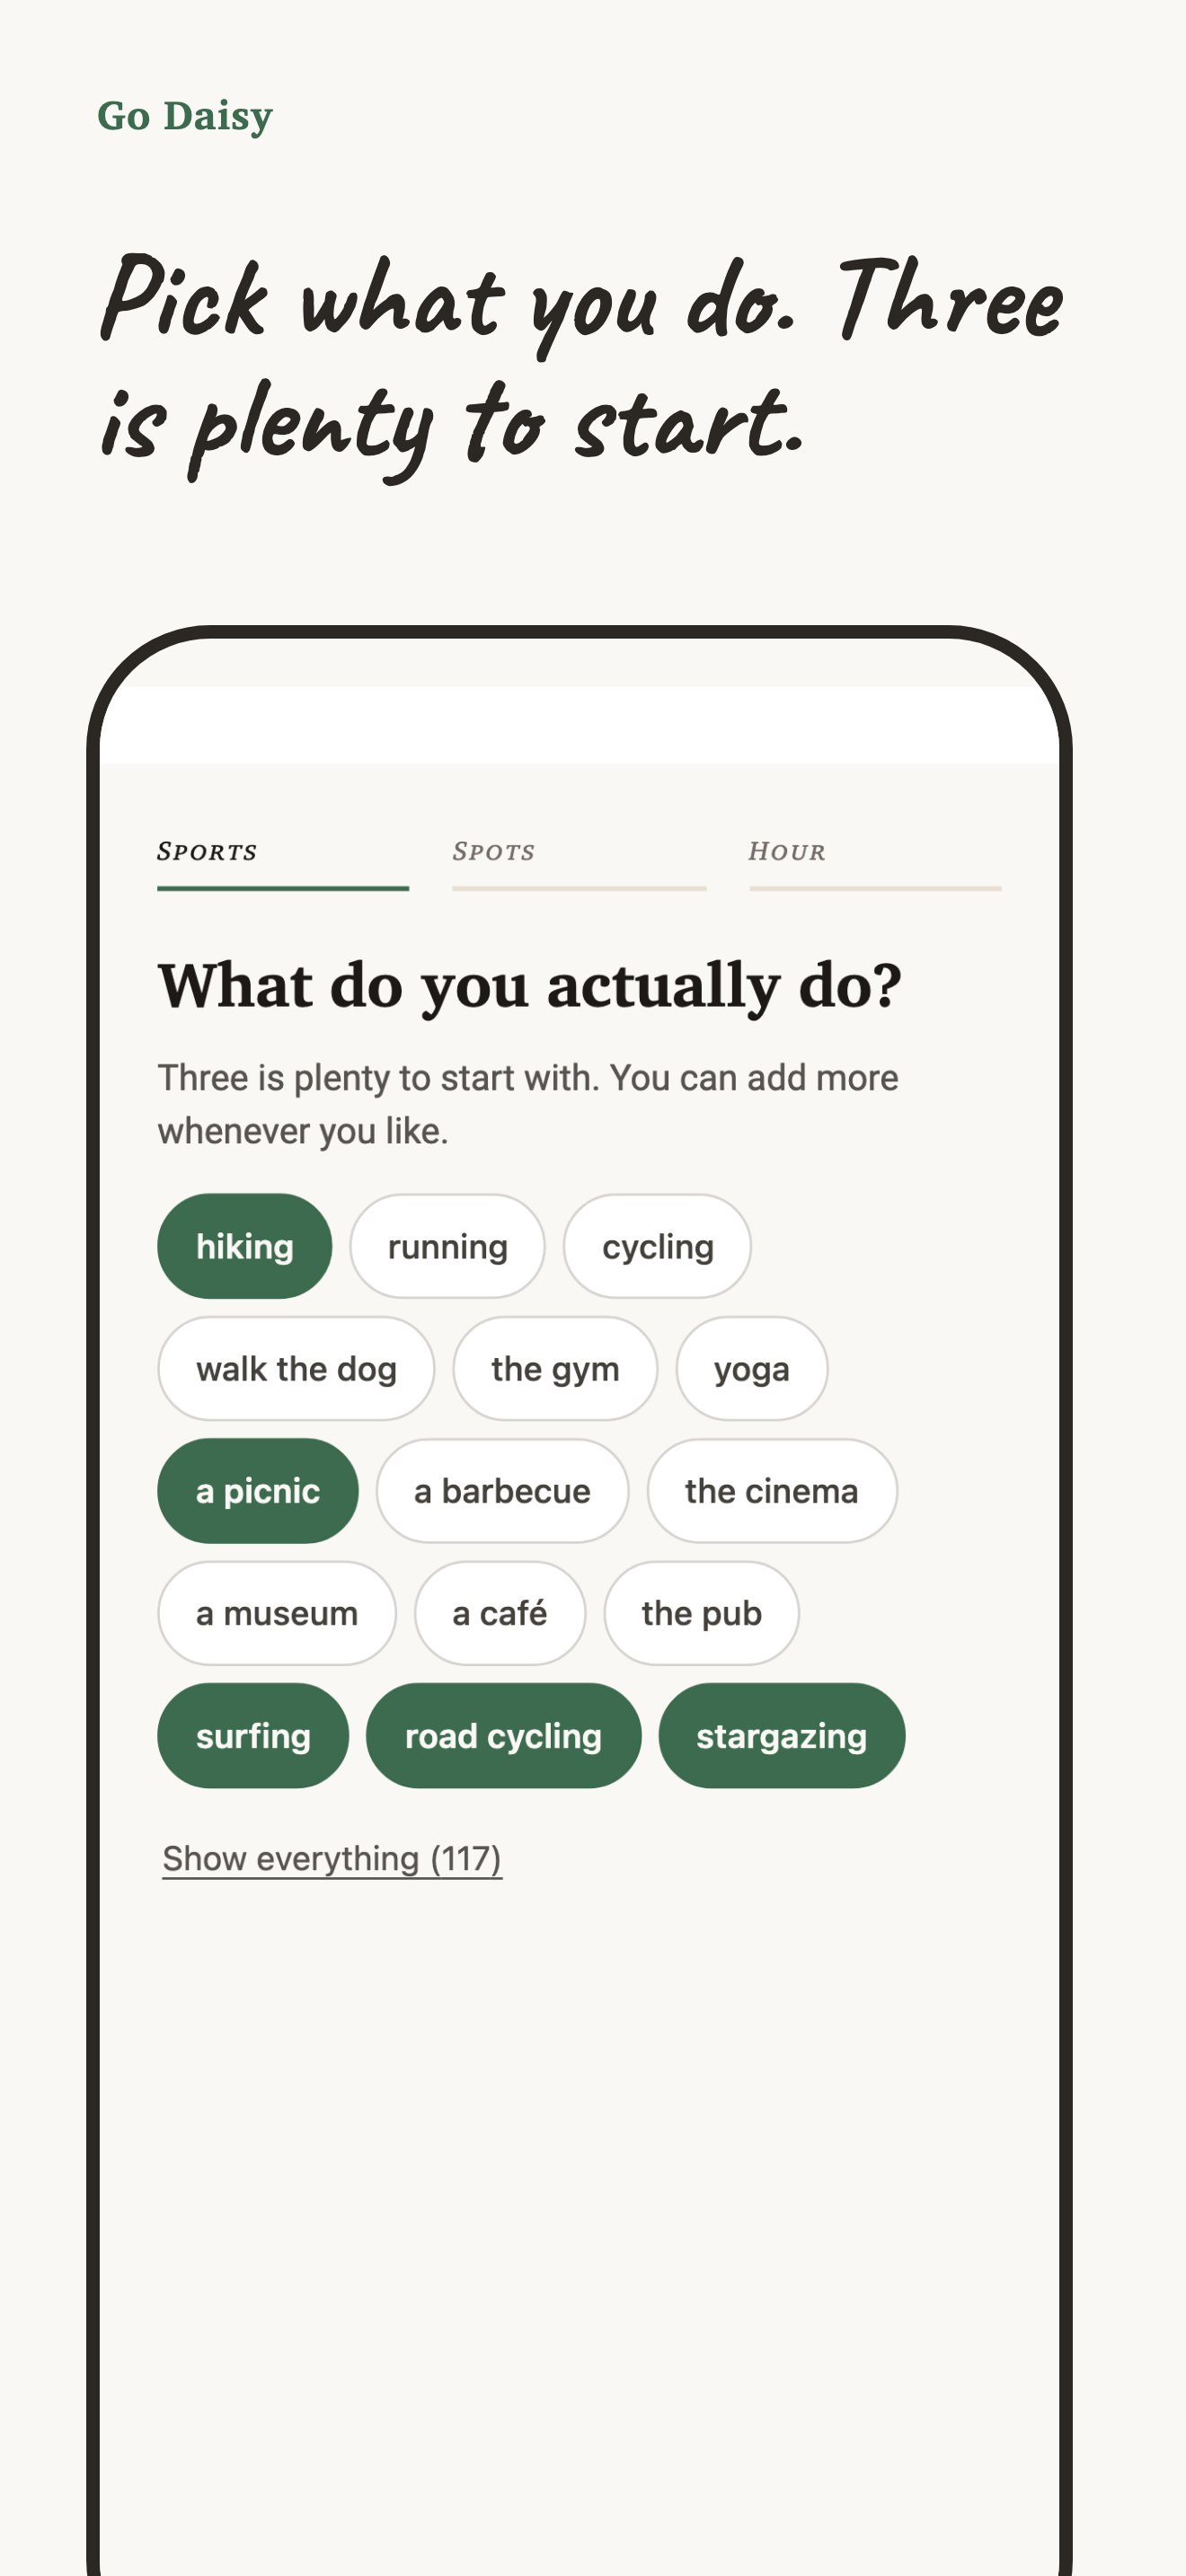 Go Daisy
Pick what you do. Three
is plenty to start.
Sports
Spots
Hour
What do you actually do?
Three is plenty to start with. You can add more
whenever you like.
hiking
running
cycling
walk the dog
the gym
yoga
a picnic
a barbecue
the cinema
a museum
a café
the pub
surfing
road cycling
stargazing
Show everything (117)